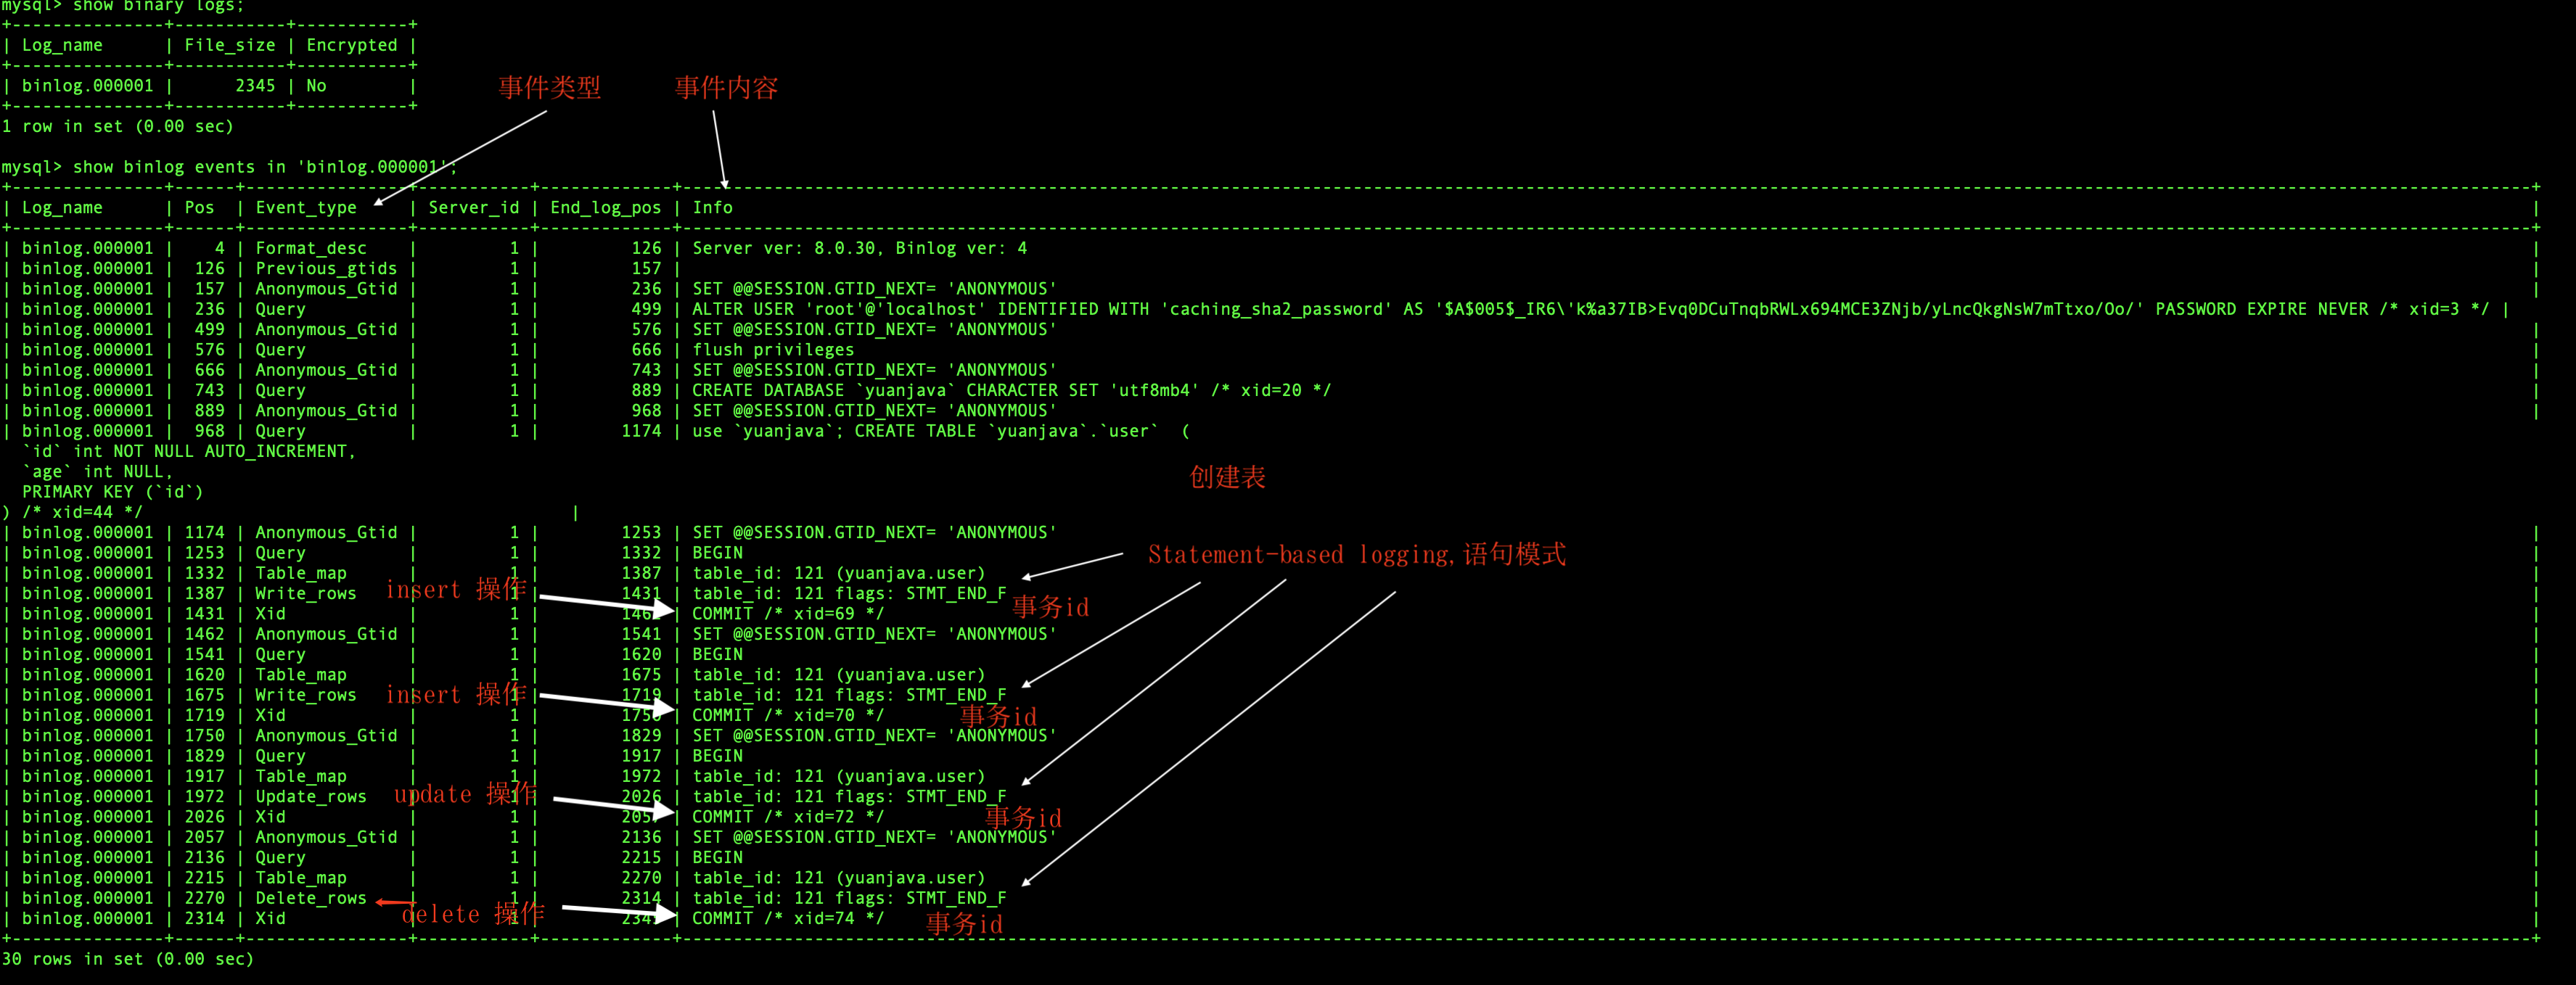 mysql> show binary logs;
+---------------+-----------+-----------+
| Log_name      | File_size | Encrypted |
+---------------+-----------+-----------+
| binlog.000001 |      2345 | No        |
+---------------+-----------+-----------+
1 row in set (0.00 sec)
事件类型 事件内容
mysql> show binlog events in 'binlog.000001';
| Log_name      | Pos  | Event_type     | Server_id | End_log_pos | Info |
| binlog.000001 |    4 | Format_desc    |         1 |         126 | Server ver: 8.0.30, Binlog ver: 4 |
| binlog.000001 |  126 | Previous_gtids |         1 |         157 | |
| binlog.000001 |  157 | Anonymous_Gtid |         1 |         236 | SET @@SESSION.GTID_NEXT= 'ANONYMOUS' |
| binlog.000001 |  236 | Query          |         1 |         499 | ALTER USER 'root'@'localhost' IDENTIFIED WITH 'caching_sha2_password' AS '$A$005$_IR6\'k%a37IB>Evq0DCuTnqbRWLx694MCE3ZNjb/yLncQkgNsW7mTtxo/Oo/' PASSWORD EXPIRE NEVER /* xid=3 */ |
| binlog.000001 |  499 | Anonymous_Gtid |         1 |         576 | SET @@SESSION.GTID_NEXT= 'ANONYMOUS' |
| binlog.000001 |  576 | Query          |         1 |         666 | flush privileges |
| binlog.000001 |  666 | Anonymous_Gtid |         1 |         743 | SET @@SESSION.GTID_NEXT= 'ANONYMOUS' |
| binlog.000001 |  743 | Query          |         1 |         889 | CREATE DATABASE `yuanjava` CHARACTER SET 'utf8mb4' /* xid=20 */ |
| binlog.000001 |  889 | Anonymous_Gtid |         1 |         968 | SET @@SESSION.GTID_NEXT= 'ANONYMOUS' |
| binlog.000001 |  968 | Query          |         1 |        1174 | use `yuanjava`; CREATE TABLE `yuanjava`.`user`  (
  `id` int NOT NULL AUTO_INCREMENT,
  `age` int NULL,
创建表
  PRIMARY KEY (`id`)
) /* xid=44 */ |
| binlog.000001 | 1174 | Anonymous_Gtid |         1 |        1253 | SET @@SESSION.GTID_NEXT= 'ANONYMOUS' |
| binlog.000001 | 1253 | Query          |         1 |        1332 | BEGIN |
Statement-based logging,语句模式
| binlog.000001 | 1332 | Table_map      |         1 |        1387 | table_id: 121 (yuanjava.user) |
| binlog.000001 | 1387 | Write_rows     |         1 |        1431 | table_id: 121 flags: STMT_END_F |
insert 操作
事务id
| binlog.000001 | 1431 | Xid            |         1 |        1462 | COMMIT /* xid=69 */ |
| binlog.000001 | 1462 | Anonymous_Gtid |         1 |        1541 | SET @@SESSION.GTID_NEXT= 'ANONYMOUS' |
| binlog.000001 | 1541 | Query          |         1 |        1620 | BEGIN |
| binlog.000001 | 1620 | Table_map      |         1 |        1675 | table_id: 121 (yuanjava.user) |
| binlog.000001 | 1675 | Write_rows     |         1 |        1719 | table_id: 121 flags: STMT_END_F |
insert 操作
| binlog.000001 | 1719 | Xid            |         1 |        1750 | COMMIT /* xid=70 */ |
事务id
| binlog.000001 | 1750 | Anonymous_Gtid |         1 |        1829 | SET @@SESSION.GTID_NEXT= 'ANONYMOUS' |
| binlog.000001 | 1829 | Query          |         1 |        1917 | BEGIN |
| binlog.000001 | 1917 | Table_map      |         1 |        1972 | table_id: 121 (yuanjava.user) |
| binlog.000001 | 1972 | Update_rows    |         1 |        2026 | table_id: 121 flags: STMT_END_F |
update 操作
| binlog.000001 | 2026 | Xid            |         1 |        2057 | COMMIT /* xid=72 */ |
事务id
| binlog.000001 | 2057 | Anonymous_Gtid |         1 |        2136 | SET @@SESSION.GTID_NEXT= 'ANONYMOUS' |
| binlog.000001 | 2136 | Query          |         1 |        2215 | BEGIN |
| binlog.000001 | 2215 | Table_map      |         1 |        2270 | table_id: 121 (yuanjava.user) |
| binlog.000001 | 2270 | Delete_rows    |         1 |        2314 | table_id: 121 flags: STMT_END_F |
delete 操作
| binlog.000001 | 2314 | Xid            |         1 |        2345 | COMMIT /* xid=74 */ |
事务id
30 rows in set (0.00 sec)